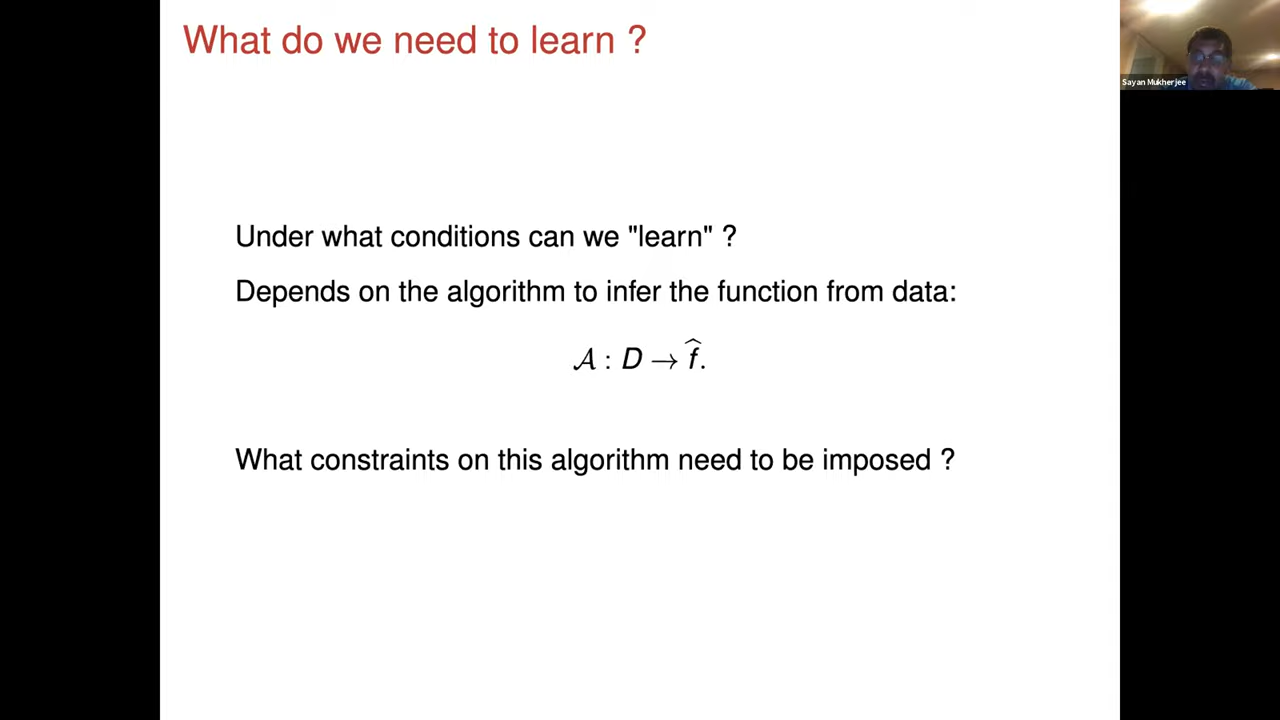 What do we need to learn ?
Sayan Mukherjee
Under what conditions can we "learn" ?
Depends on the algorithm to infer the function from data:
𝒜 : D → f̂.
What constraints on this algorithm need to be imposed ?